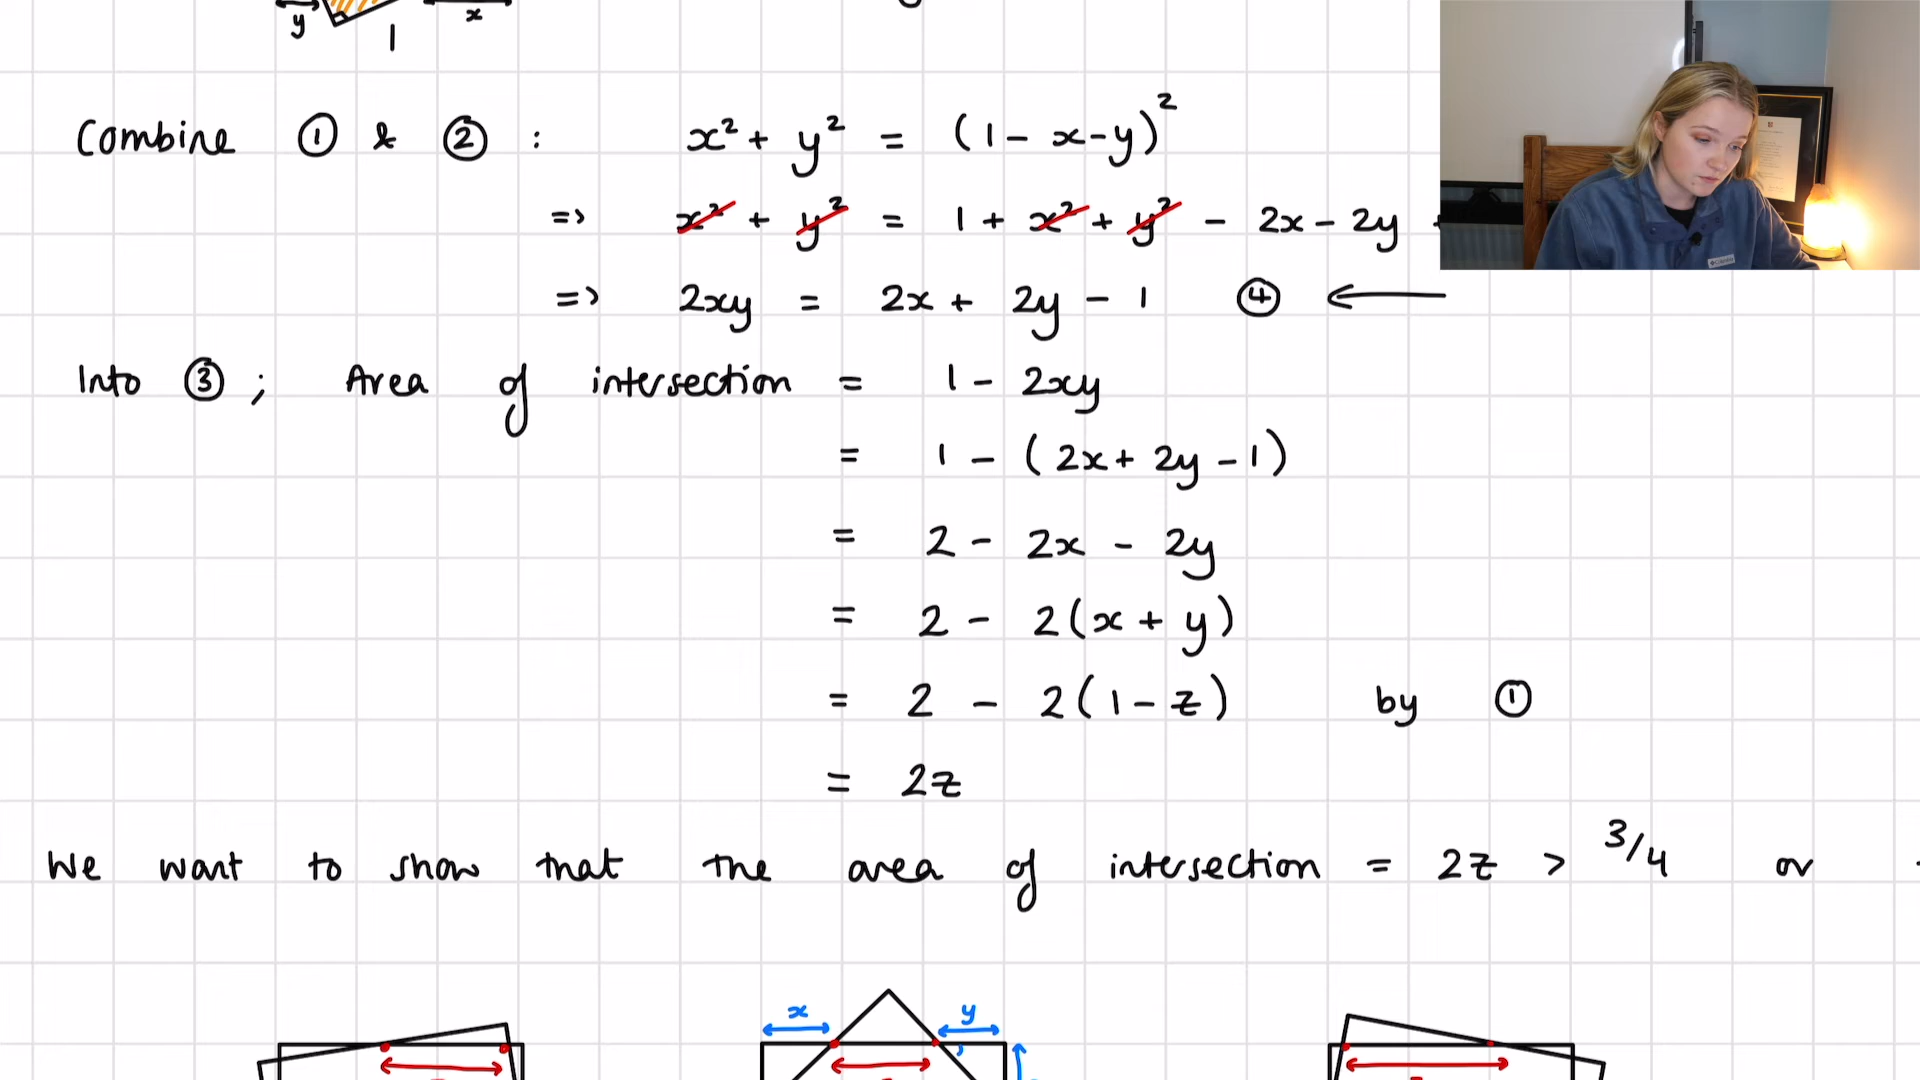 y 1 x
Combine ① & ② : x² + y² = (1 - x - y)²
=> x² + y² = 1 + x² + y² - 2x - 2y
=> 2xy = 2x + 2y - 1 ④ ←
Into ③ ; Area of intersection = 1 - 2xy
= 1 - (2x + 2y - 1)
= 2 - 2x - 2y
= 2 - 2(x + y)
= 2 - 2(1 - z) by ①
= 2z
We want to show that the area of intersection = 2z > 3/4 or
x y